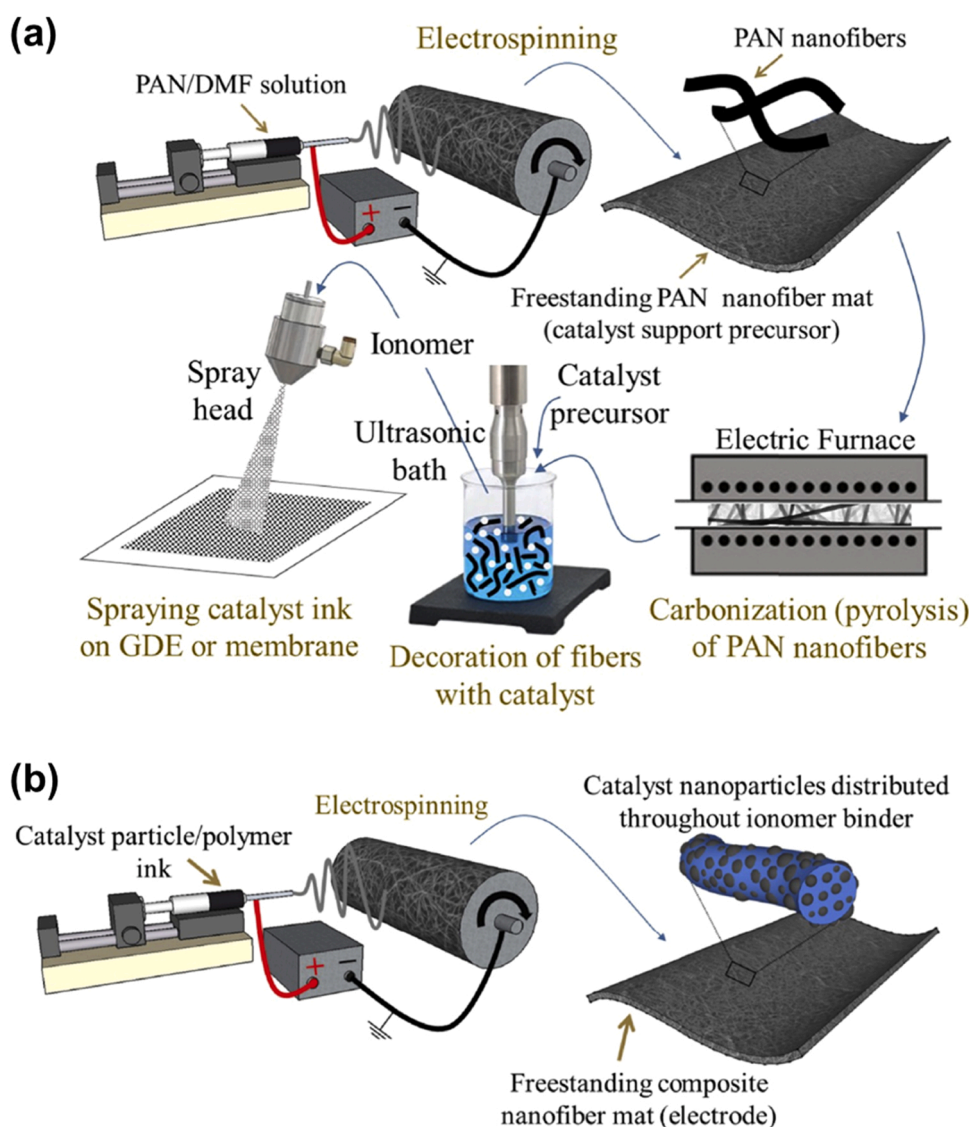 (a)
Electrospinning
PAN nanofibers
PAN/DMF solution
+
−
Freestanding PAN nanofiber mat
(catalyst support precursor)
Ionomer
Spray
head
Catalyst
precursor
Ultrasonic
bath
Electric Furnace
Spraying catalyst ink
on GDE or membrane
Decoration of fibers
with catalyst
Carbonization (pyrolysis)
of PAN nanofibers
(b)
Electrospinning
Catalyst nanoparticles distributed
throughout ionomer binder
Catalyst particle/polymer
ink
+
−
Freestanding composite
nanofiber mat (electrode)